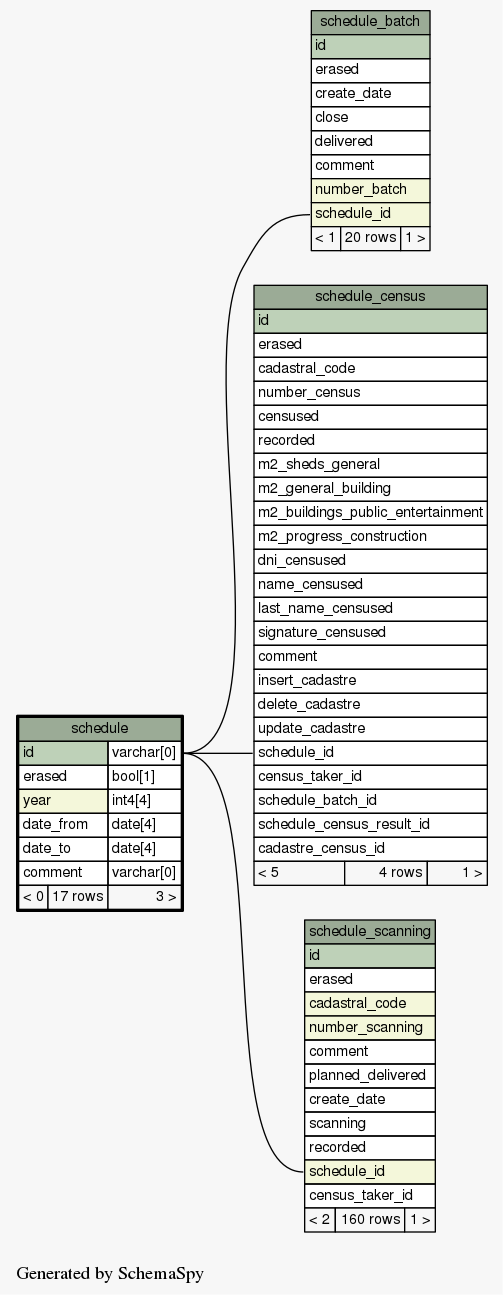 schedule_batch
id
erased
create_date
close
delivered
comment
number_batch
schedule_id
< 1 20 rows 1 >
schedule_census
id
erased
cadastral_code
number_census
censused
recorded
m2_sheds_general
m2_general_building
m2_buildings_public_entertainment
m2_progress_construction
dni_censused
name_censused
last_name_censused
signature_censused
comment
insert_cadastre
delete_cadastre
update_cadastre
schedule_id
census_taker_id
schedule_batch_id
schedule_census_result_id
cadastre_census_id
< 5 4 rows 1 >
schedule
id varchar[0]
erased bool[1]
year int4[4]
date_from date[4]
date_to date[4]
comment varchar[0]
< 0 17 rows 3 >
schedule_scanning
id
erased
cadastral_code
number_scanning
comment
planned_delivered
create_date
scanning
recorded
schedule_id
census_taker_id
< 2 160 rows 1 >
Generated by SchemaSpy